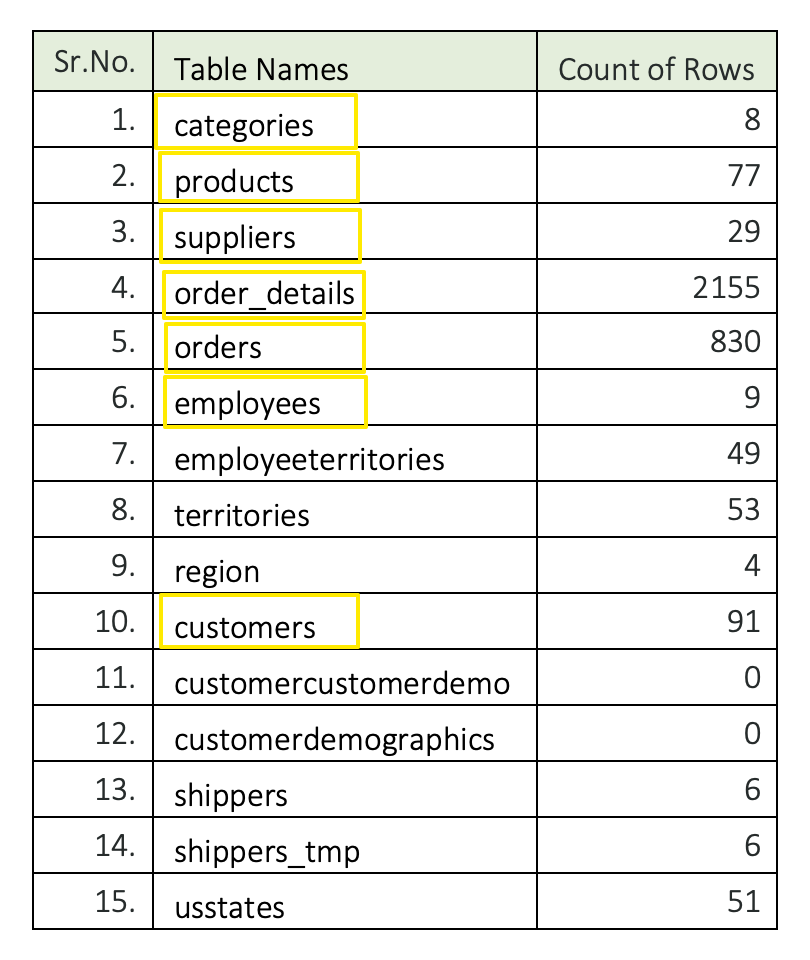 Sr.No. Table Names Count of Rows
1. categories 8
2. products 77
3. suppliers 29
4. order_details 2155
5. orders 830
6. employees 9
7. employeeterritories 49
8. territories 53
9. region 4
10. customers 91
11. customercustomerdemo 0
12. customerdemographics 0
13. shippers 6
14. shippers_tmp 6
15. usstates 51